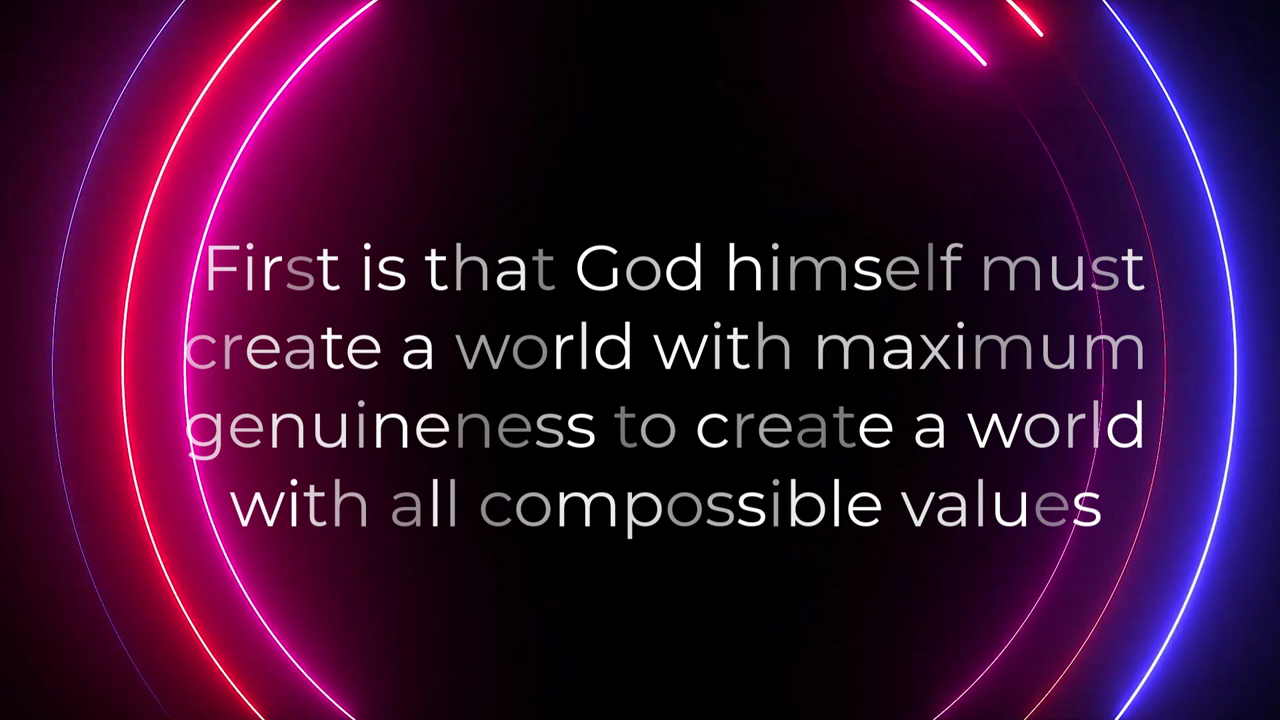 First is that God himself must
create a world with maximum
genuineness to create a world
with all compossible values